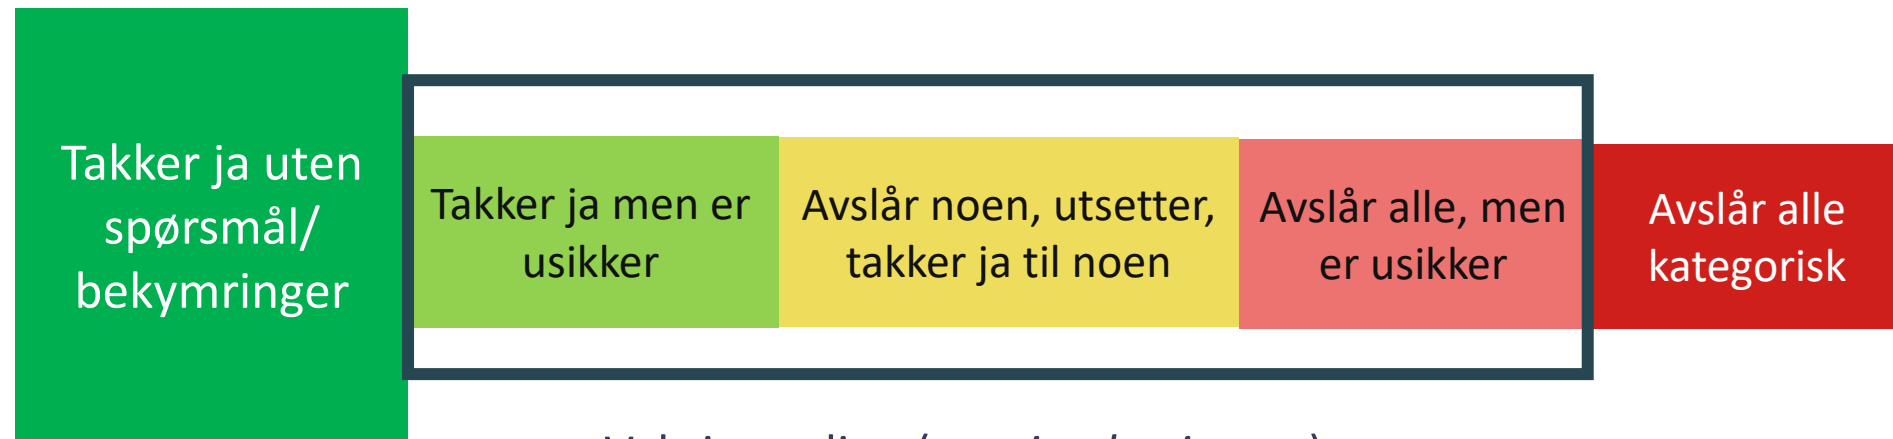 Takker ja uten
spørsmål/
bekymringer
Takker ja men er
usikker
Avslår noen, utsetter,
takker ja til noen
Avslår alle, men
er usikker
Avslår alle
kategorisk